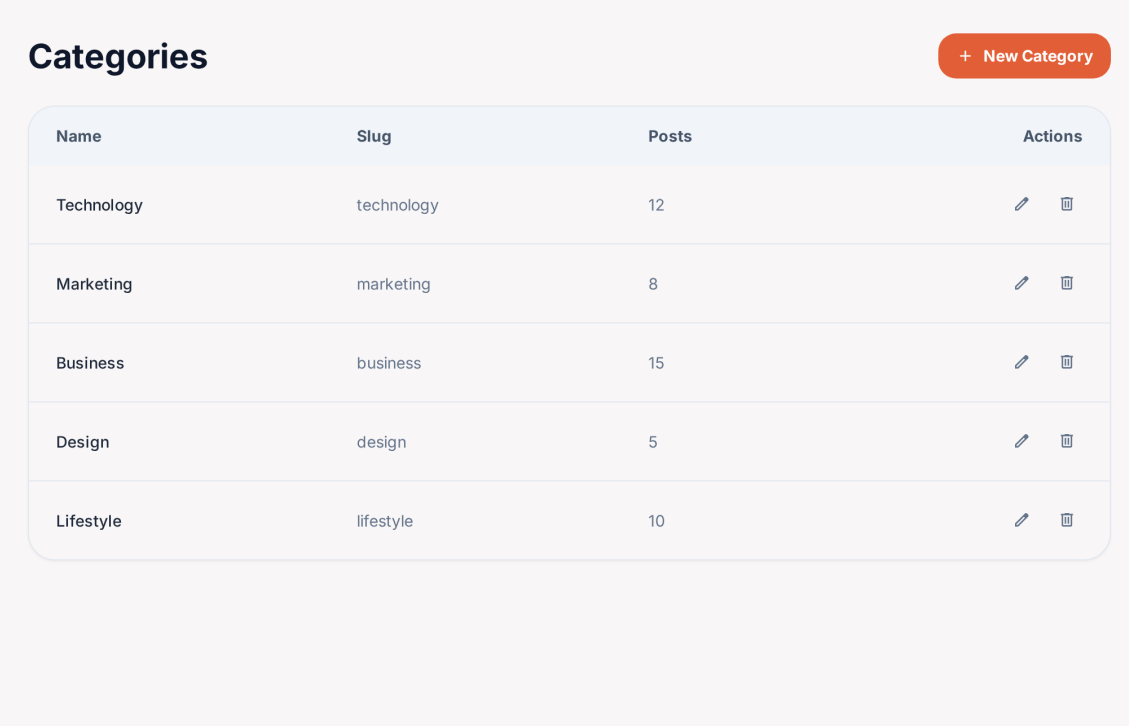 Categories
+ New Category
Name Slug Posts Actions
Technology technology 12
Marketing marketing 8
Business business 15
Design design 5
Lifestyle lifestyle 10